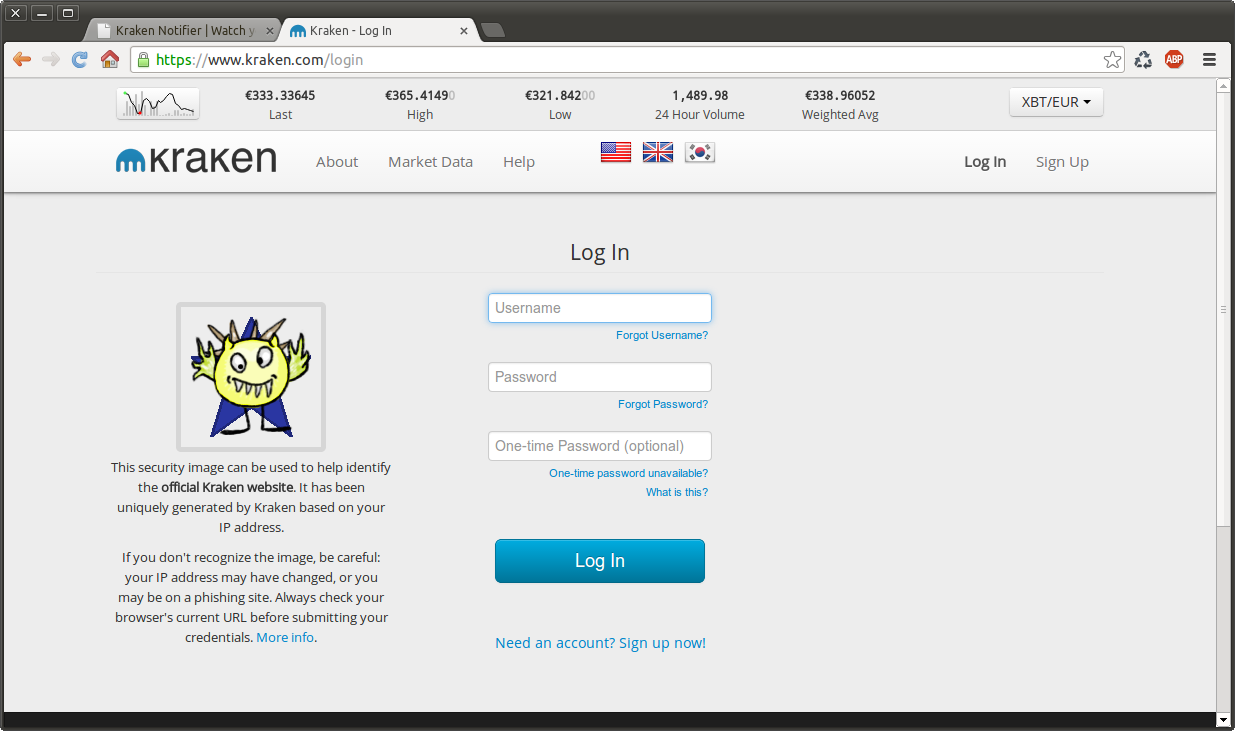 Kraken Notifier | Watch y
Kraken - Log In
https://www.kraken.com/login
ABP
€333.33645 €365.41490 €321.84200 1,489.98 €338.96052
Last High Low 24 Hour Volume Weighted Avg
XBT/EUR
kraken About Market Data Help Log In Sign Up
Log In
Username
Forgot Username?
Password
Forgot Password?
One-time Password (optional)
One-time password unavailable?
What is this?
Log In
Need an account? Sign up now!
This security image can be used to help identify
the official Kraken website. It has been
uniquely generated by Kraken based on your
IP address.
If you don't recognize the image, be careful:
your IP address may have changed, or you
may be on a phishing site. Always check your
browser's current URL before submitting your
credentials. More info.